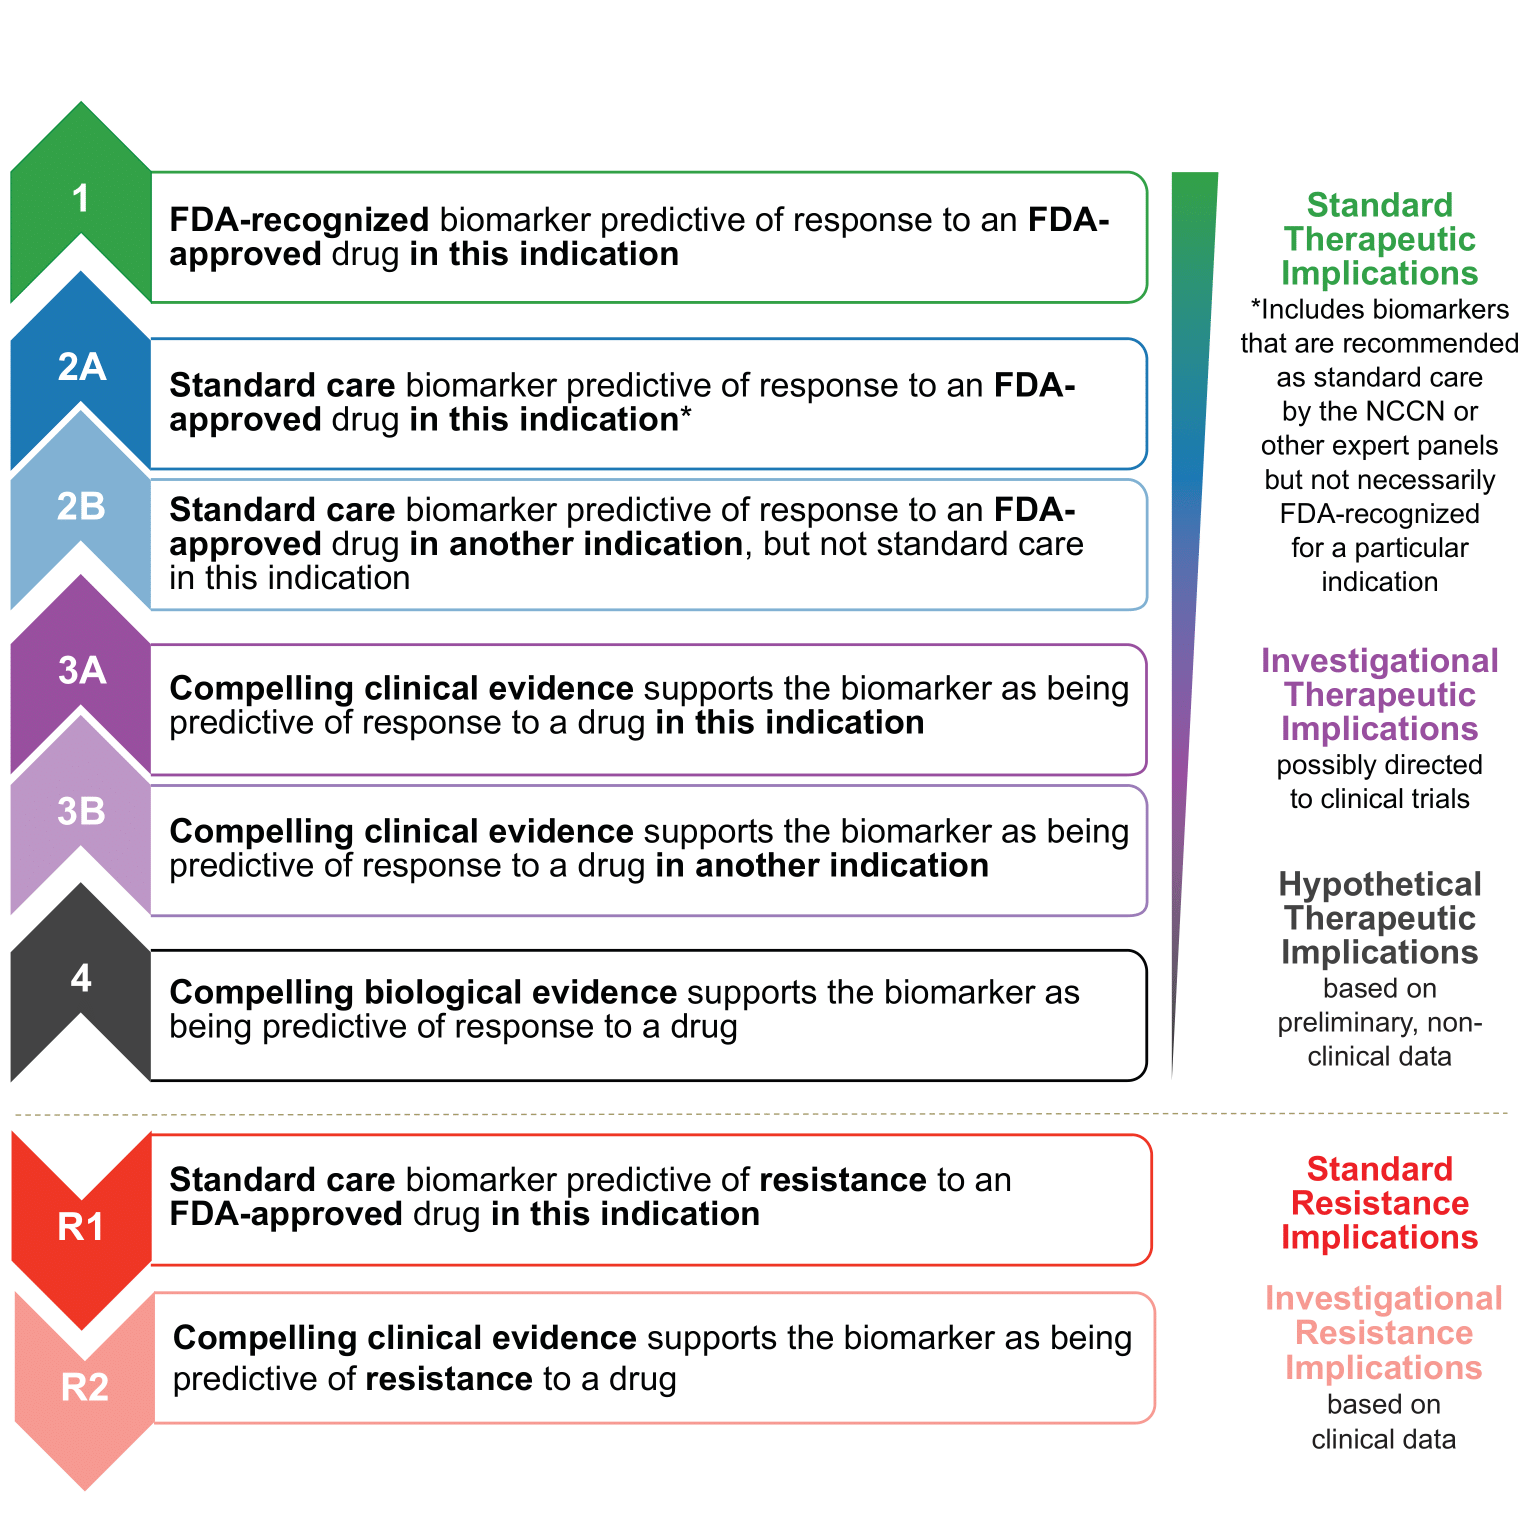 1
FDA-recognized biomarker predictive of response to an FDA-
approved drug in this indication
2A
Standard care biomarker predictive of response to an FDA-
approved drug in this indication*
2B
Standard care biomarker predictive of response to an FDA-
approved drug in another indication, but not standard care
in this indication
3A
Compelling clinical evidence supports the biomarker as being
predictive of response to a drug in this indication
3B
Compelling clinical evidence supports the biomarker as being
predictive of response to a drug in another indication
4
Compelling biological evidence supports the biomarker as
being predictive of response to a drug
Standard
Therapeutic
Implications
*Includes biomarkers
that are recommended
as standard care
by the NCCN or
other expert panels
but not necessarily
FDA-recognized
for a particular
indication
Investigational
Therapeutic
Implications
possibly directed
to clinical trials
Hypothetical
Therapeutic
Implications
based on
preliminary, non-
clinical data
R1
Standard care biomarker predictive of resistance to an
FDA-approved drug in this indication
Standard
Resistance
Implications
R2
Compelling clinical evidence supports the biomarker as being
predictive of resistance to a drug
Investigational
Resistance
Implications
based on
clinical data